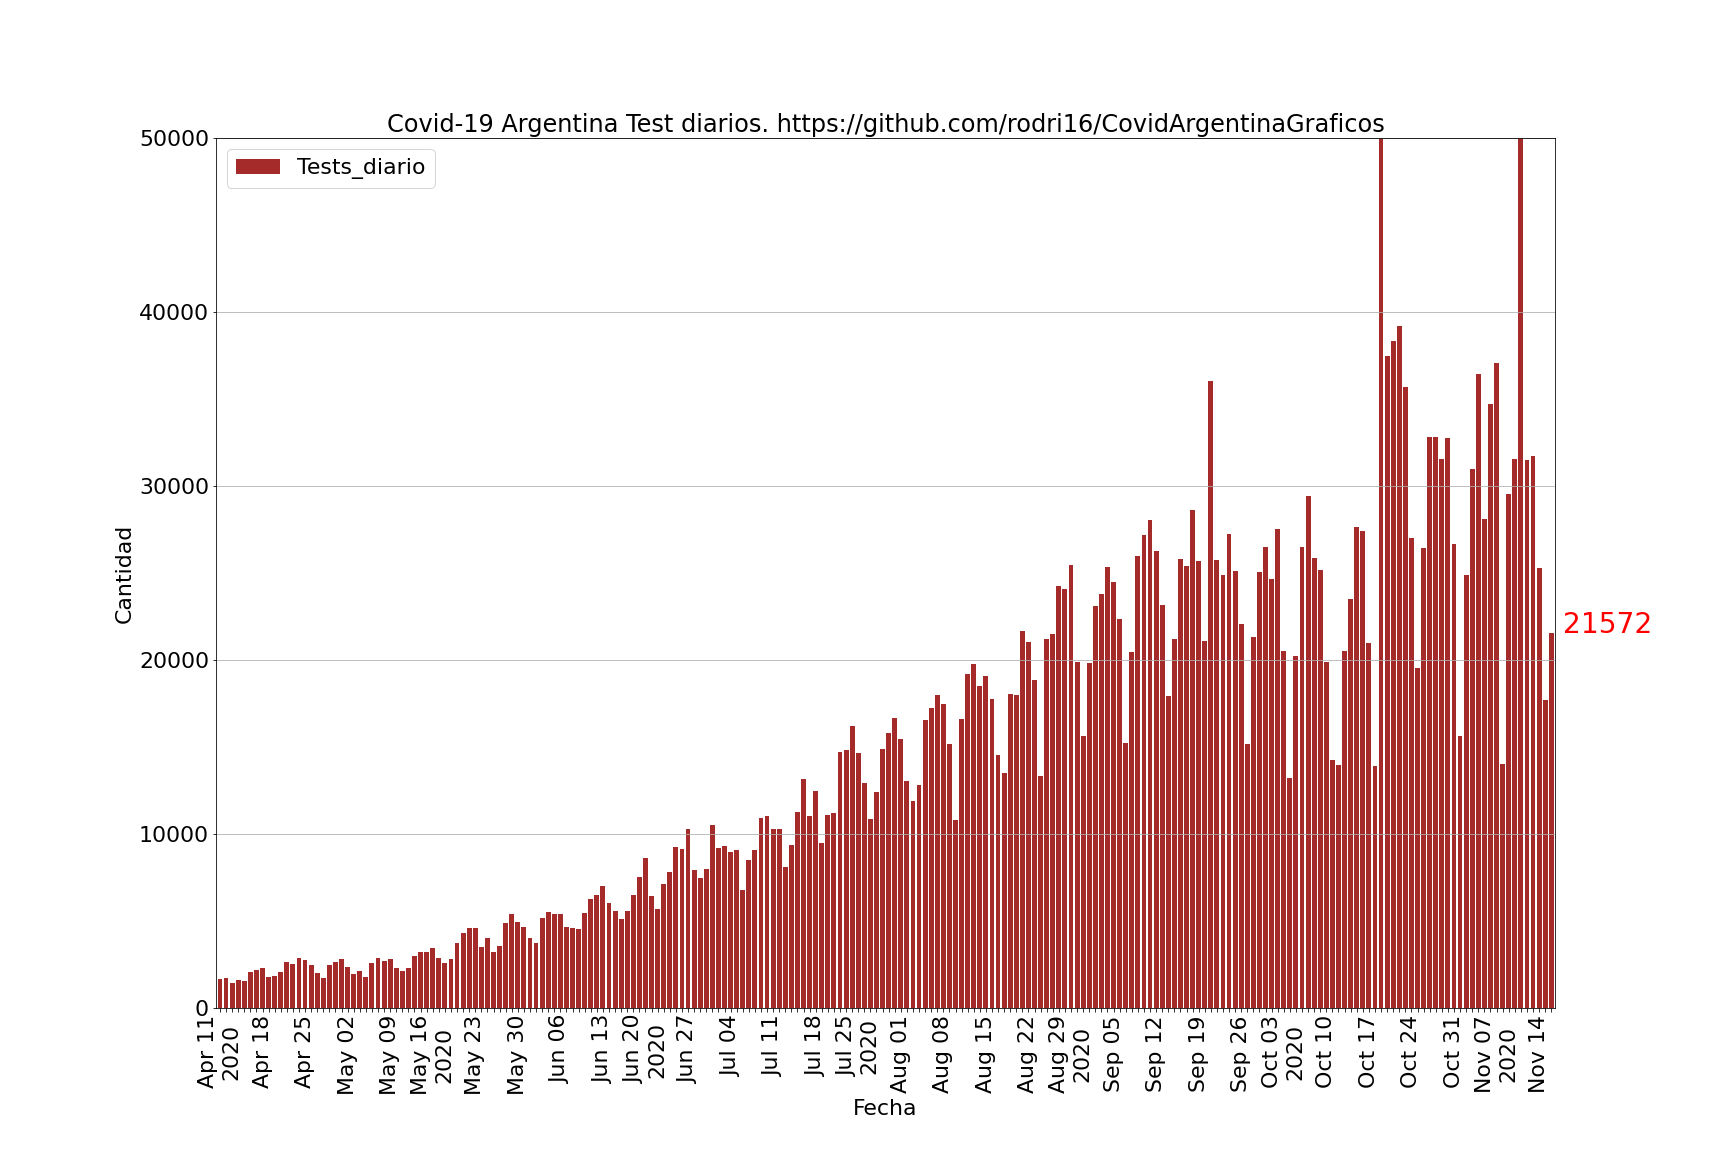 Covid-19 Argentina Test diarios. https://github.com/rodri16/CovidArgentinaGraficos
Tests_diario
50000
40000
30000
20000
10000
0
Cantidad
21572
Apr 11
2020
Apr 18
Apr 25
May 02
May 09
May 16
2020
May 23
May 30
Jun 06
Jun 13
Jun 20
2020
Jun 27
Jul 04
Jul 11
Jul 18
Jul 25
2020
Aug 01
Aug 08
Aug 15
Aug 22
Aug 29
2020
Sep 05
Sep 12
Sep 19
Sep 26
Oct 03
2020
Oct 10
Oct 17
Oct 24
Oct 31
Nov 07
2020
Nov 14
Fecha